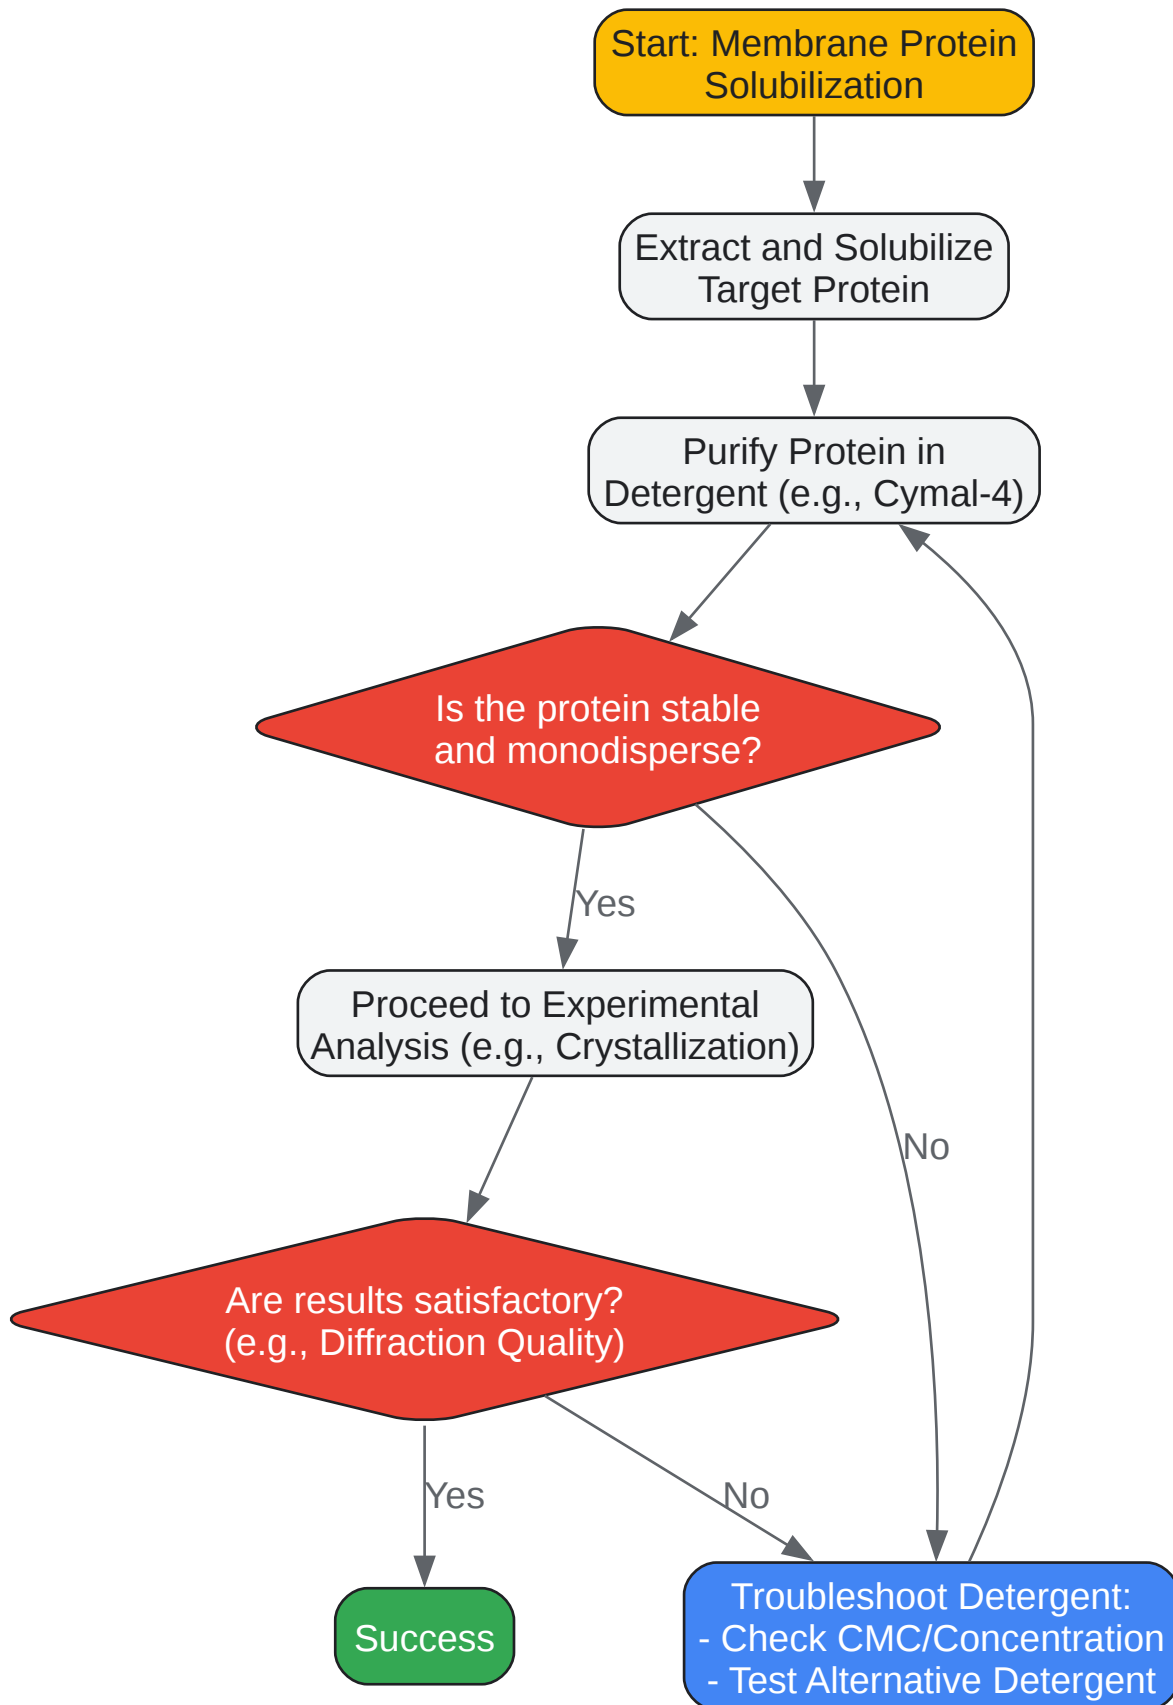 Start: Membrane Protein
Solubilization
Extract and Solubilize
Target Protein
Purify Protein in
Detergent (e.g., Cymal-4)
Is the protein stable
and monodisperse?
Yes
Proceed to Experimental
Analysis (e.g., Crystallization)
No
Are results satisfactory?
(e.g., Diffraction Quality)
Yes
No
Success
Troubleshoot Detergent:
- Check CMC/Concentration
- Test Alternative Detergent